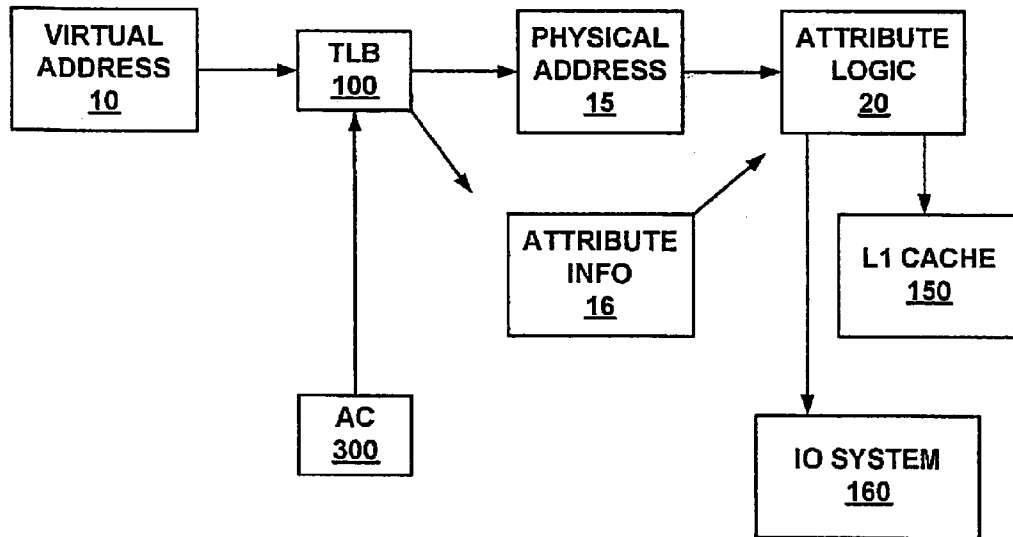 VIRTUAL
ADDRESS
10
TLB
100
PHYSICAL
ADDRESS
15
ATTRIBUTE
LOGIC
20
ATTRIBUTE
INFO
16
L1 CACHE
150
AC
300
IO SYSTEM
160